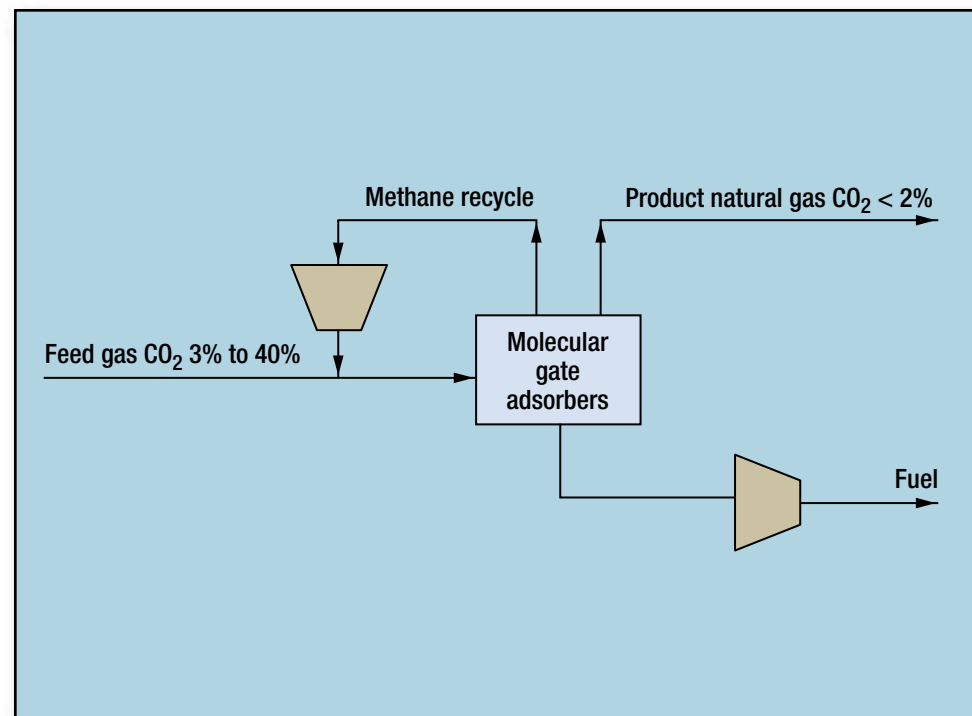 Methane recycle
Product natural gas CO₂ < 2%
Feed gas CO₂ 3% to 40%
Molecular
gate
adsorbers
Fuel